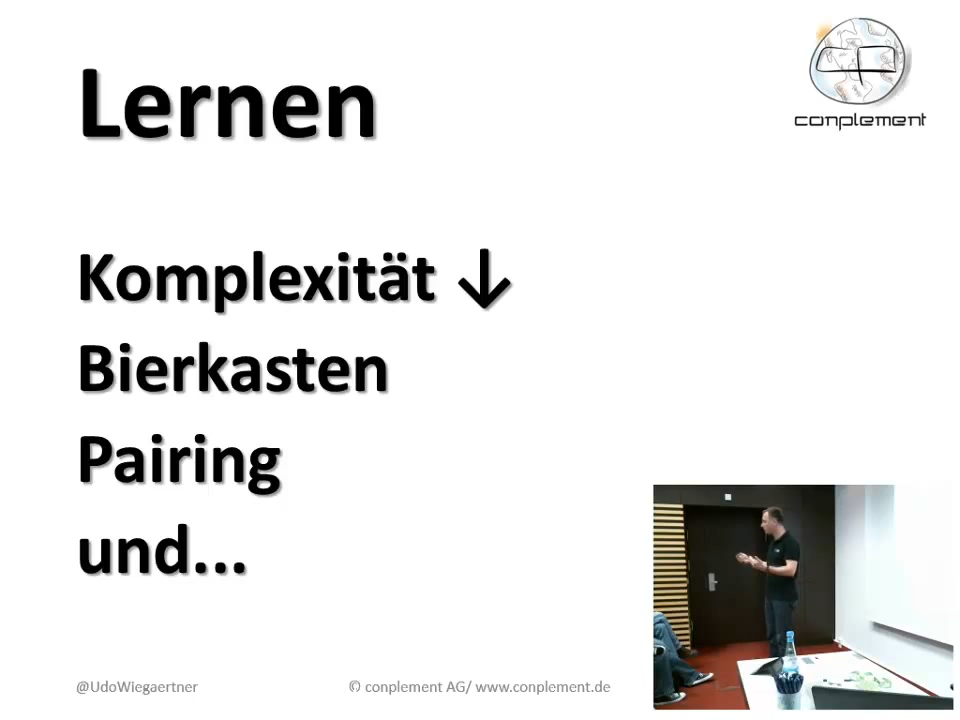 Lernen
conplement
Komplexität ↓
Bierkasten
Pairing
und...
@UdoWiegaertner
© conplement AG/ www.conplement.de